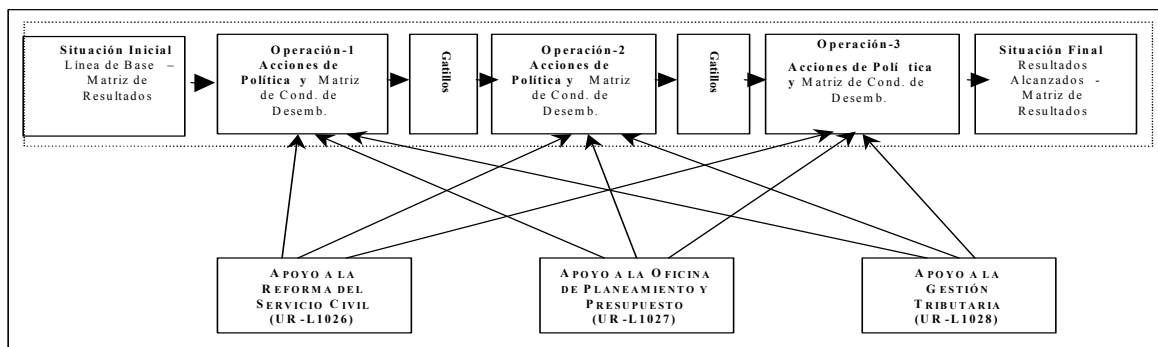 Situación Inicial
Línea de Base –
Matriz de
Resultados
Operación-1
Acciones de
Política y Matriz
de Cond. de
Desemb.
Gatillos
Operación-2
Acciones de
Política y Matriz
de Cond. de
Desemb.
Gatillos
Operación-3
Acciones de Polí tica
y Matriz de Cond. de
Desemb.
Situación Final
Resultados
Alcanzados -
Matriz de
Resultados
APOYO A LA
REFORMA DEL
SERVICIO CIVIL
(UR-L1026)
APOYO A LA OFICINA
DE PLANEAMIENTO Y
PRESUPUESTO
(UR-L1027)
APOYO A LA
GESTIÓN
TRIBUTARIA
(UR-L1028)